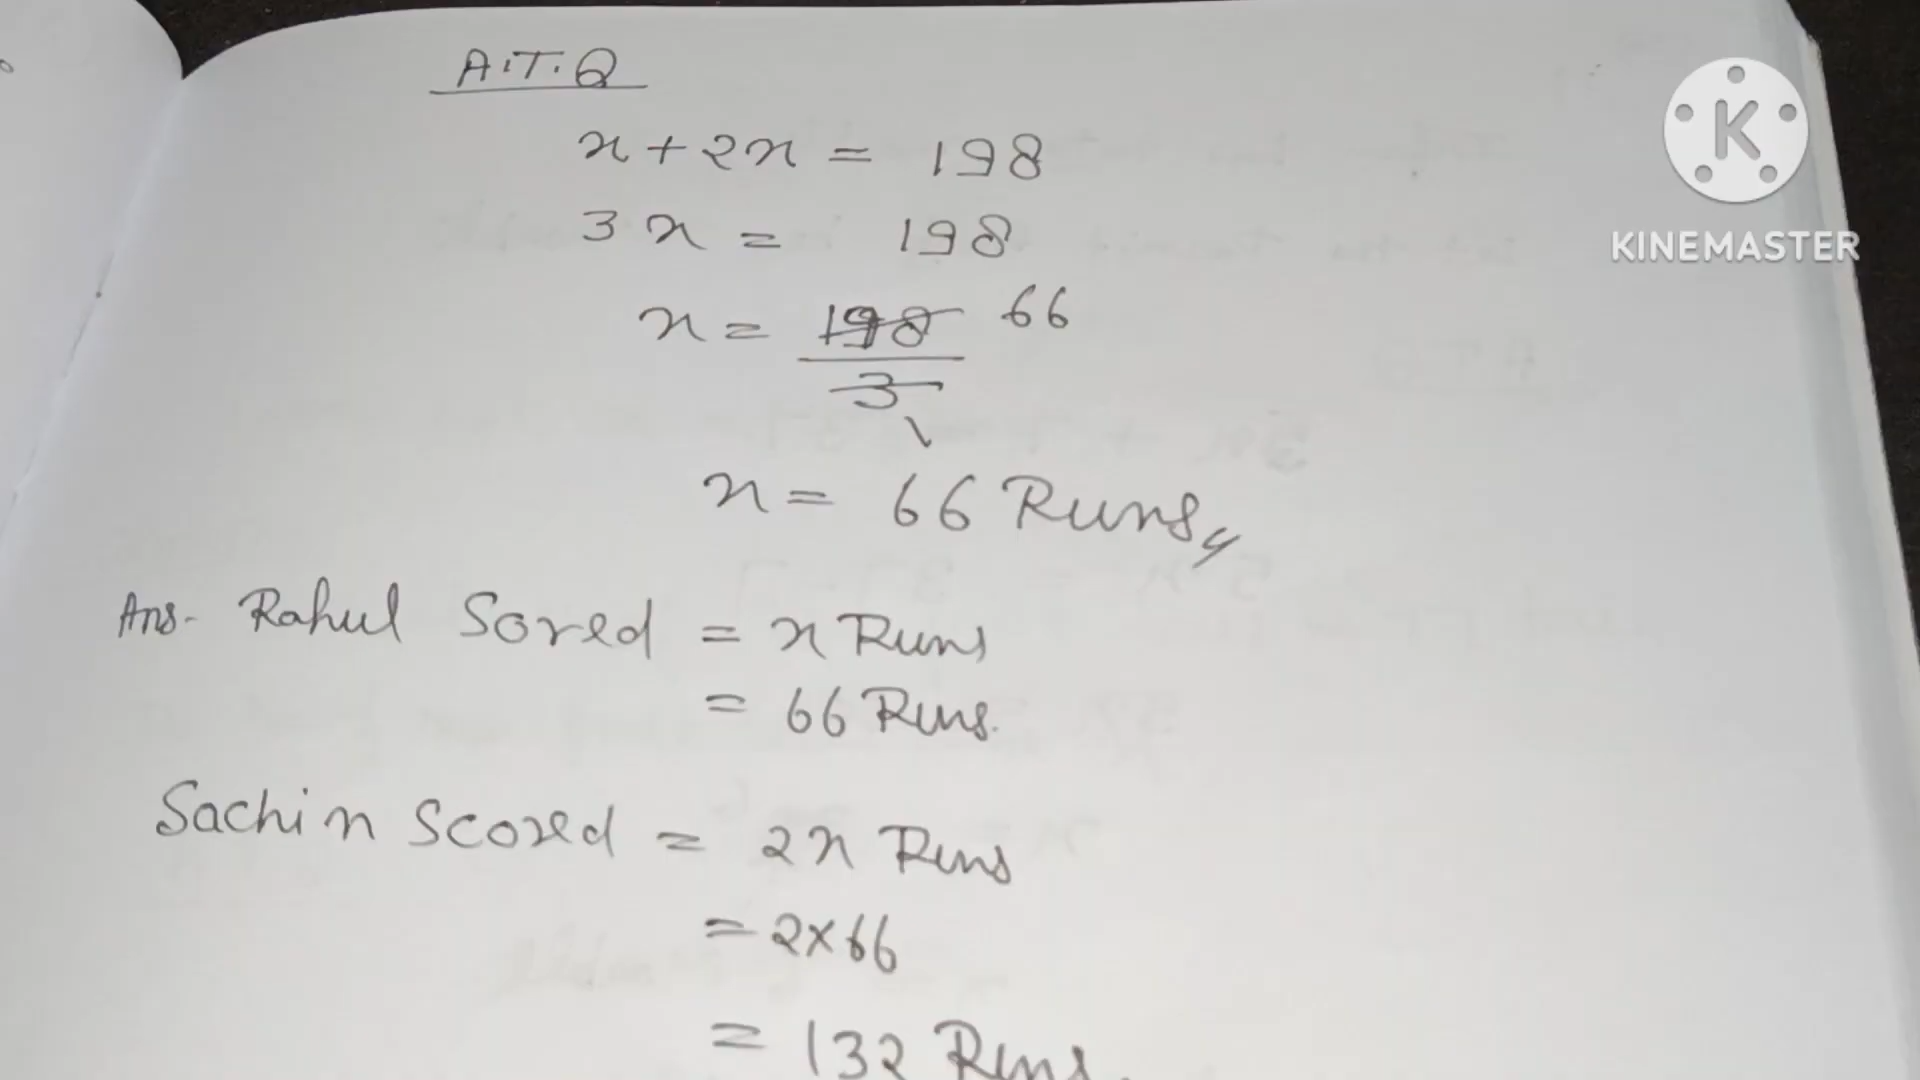 A.T.Q
x + 2x = 198
3x = 198
x = 198 66
3
1
x = 66 Runs
Ans- Rahul Sored = x Runs
= 66 Runs.
Sachin Scored = 2x Runs
= 2×66
= 132 Runs.
K
KINEMASTER